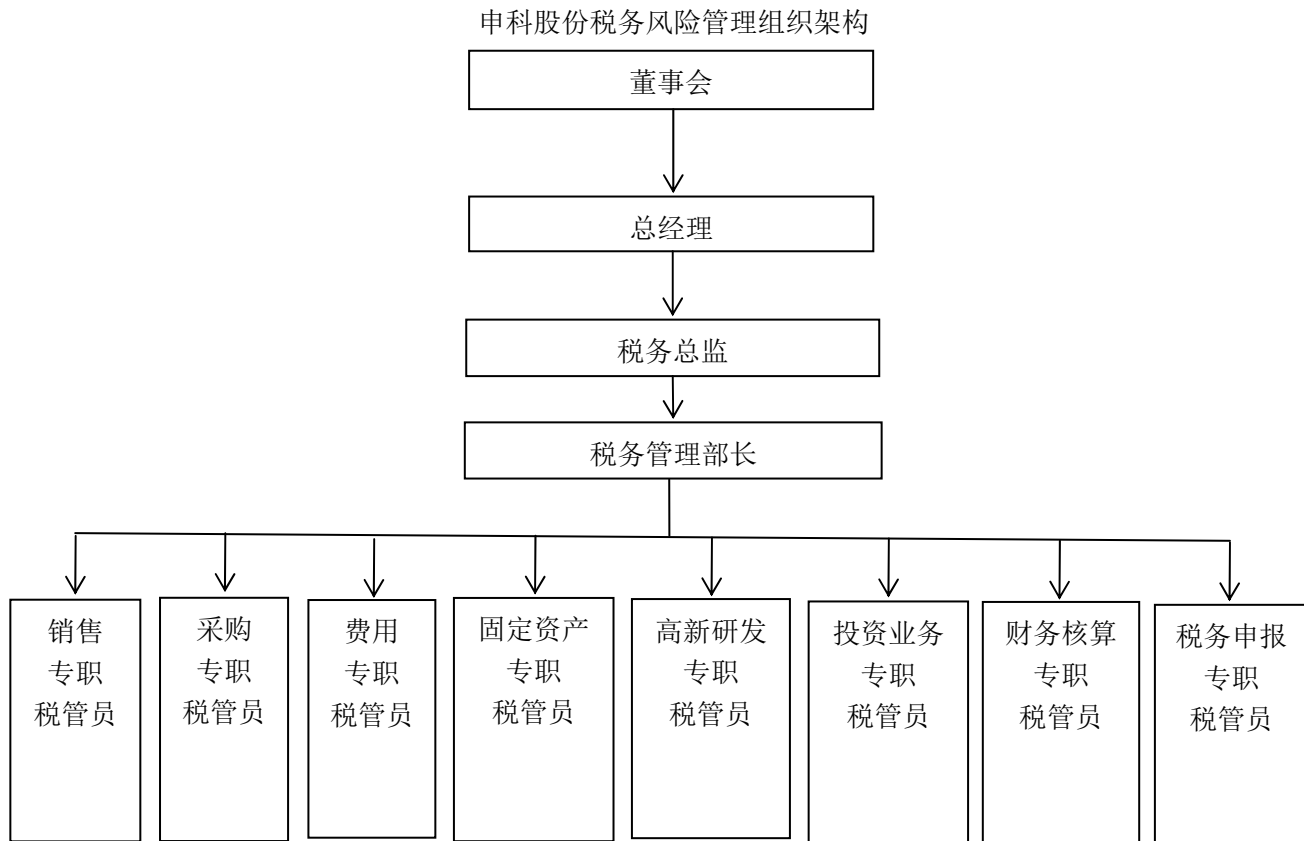 申科股份税务风险管理组织架构
董事会
总经理
税务总监
税务管理部长
销售
专职
税管员
采购
专职
税管员
费用
专职
税管员
固定资产
专职
税管员
高新研发
专职
税管员
投资业务
专职
税管员
财务核算
专职
税管员
税务申报
专职
税管员